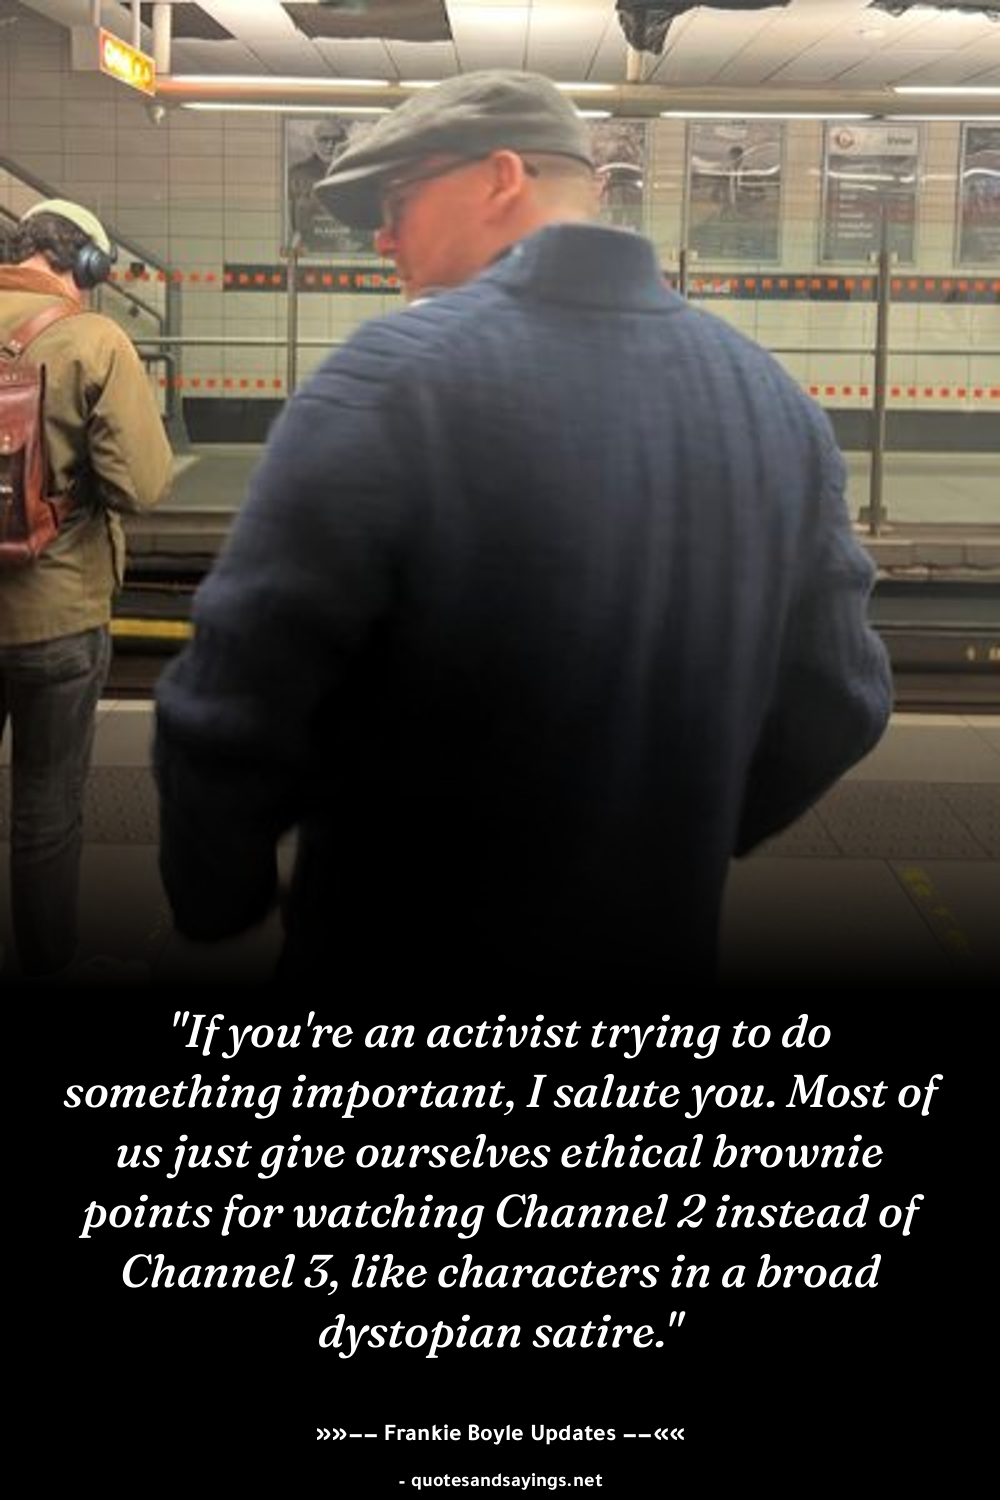 "If you're an activist trying to do
something important, I salute you. Most of
us just give ourselves ethical brownie
points for watching Channel 2 instead of
Channel 3, like characters in a broad
dystopian satire."
»»–– Frankie Boyle Updates ––««
- quotesandsayings.net